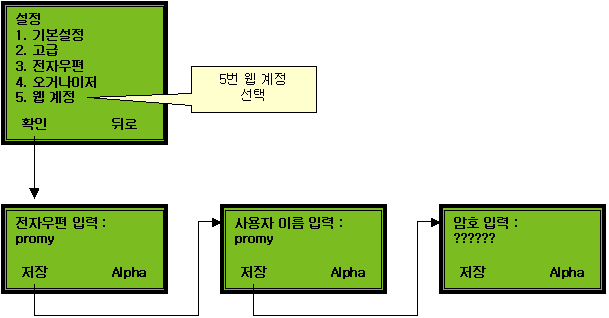 설정
1. 기본설정
2. 고급
3. 전자우편
4. 오거나이저
5. 웹 계정
확인 뒤로
5번 웹 계정
선택
전자우편 입력 :
promy
저장 Alpha
사용자 이름 입력 :
promy
저장 Alpha
암호 입력 :
??????
저장 Alpha